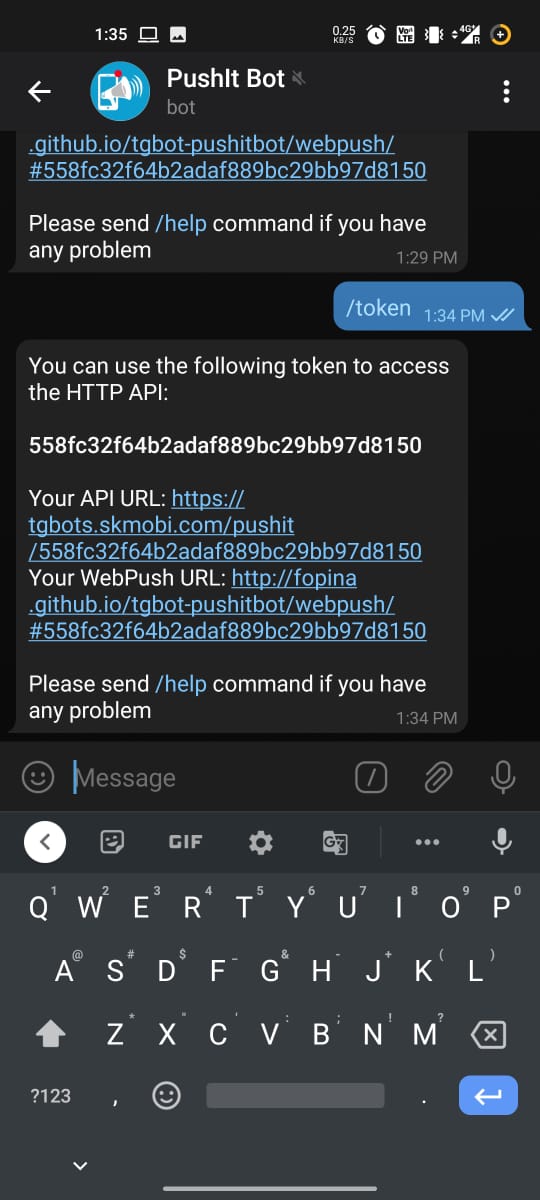 1:35
0.25
KB/S
Vo))
LTE
4G+
R
PushIt Bot
bot
.github.io/tgbot-pushitbot/webpush/
#558fc32f64b2adaf889bc29bb97d8150
Please send /help command if you have
any problem
1:29 PM
/token
1:34 PM
You can use the following token to access
the HTTP API:
558fc32f64b2adaf889bc29bb97d8150
Your API URL: https://
tgbots.skmobi.com/pushit
/558fc32f64b2adaf889bc29bb97d8150
Your WebPush URL: http://fopina
.github.io/tgbot-pushitbot/webpush/
#558fc32f64b2adaf889bc29bb97d8150
Please send /help command if you have
any problem
1:34 PM
Message
/
GIF
G
Q 1 W 2 E 3 R 4 T 5 Y 6 U 7 I 8 O 9 P 0
A @ S # D $ F _ G & H - J + K ( L )
Z * X " C ' V : B ; N ! M ?
?123 , .